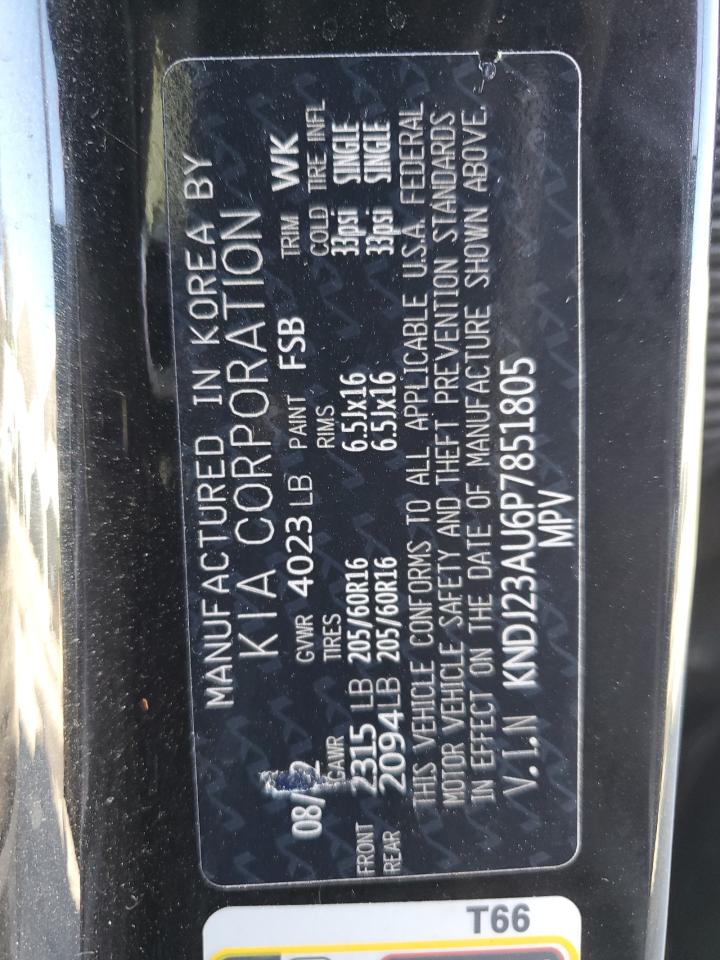 MANUFACTURED IN KOREA BY
KIA CORPORATION
08/ 2 GVWR 4023 LB PAINT FSB TRIM WK
GAWR TIRES RIMS COLD TIRE INFL
FRONT 2315 LB 205/60R16 6.5Jx16 33psi SINGLE
REAR 2094LB 205/60R16 6.5Jx16 33psi SINGLE
THIS VEHICLE CONFORMS TO ALL APPLICABLE U.S.A. FEDERAL
MOTOR VEHICLE SAFETY AND THEFT PREVENTION STANDARDS
IN EFFECT ON THE DATE OF MANUFACTURE SHOWN ABOVE.
V.I.N KNDJ23AU6P7851805
MPV
T66